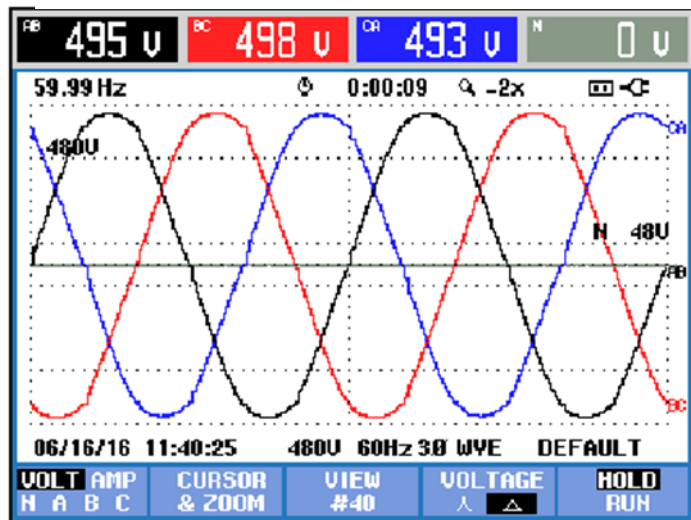 AB 495 V BC 498 V CA 493 V N 0 V
59.99 Hz 0:00:09 -2x
CA
480V
N 48V
AB
BC
06/16/16 11:40:25 480V 60Hz 3Ø WYE DEFAULT
VOLT AMP CURSOR VIEW VOLTAGE HOLD
N A B C & ZOOM #40 RUN